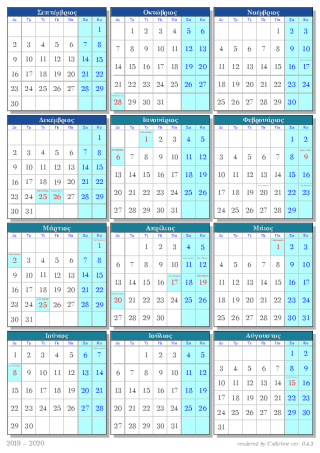 Σεπτέμβριος
Δε Τρ Τε Πε Πα Σα Κυ
1
2 3 4 5 6 7 8
9 10 11 12 13 14 15
16 17 18 19 20 21 22
23 24 25 26 27 28 29
30
Οκτώβριος
Δε Τρ Τε Πε Πα Σα Κυ
1 2 3 4 5 6
7 8 9 10 11 12 13
14 15 16 17 18 19 20
21 22 23 24 25 26 27
28 29 30 31
Νοέμβριος
Δε Τρ Τε Πε Πα Σα Κυ
1 2 3
4 5 6 7 8 9 10
11 12 13 14 15 16 17
18 19 20 21 22 23 24
25 26 27 28 29 30
Δεκέμβριος
Δε Τρ Τε Πε Πα Σα Κυ
1
2 3 4 5 6 7 8
9 10 11 12 13 14 15
16 17 18 19 20 21 22
23 24 25 26 27 28 29
30 31
Ιανουάριος
Δε Τρ Τε Πε Πα Σα Κυ
1 2 3 4 5
6 7 8 9 10 11 12
13 14 15 16 17 18 19
20 21 22 23 24 25 26
27 28 29 30 31
Φεβρουάριος
Δε Τρ Τε Πε Πα Σα Κυ
1 2
3 4 5 6 7 8 9
10 11 12 13 14 15 16
17 18 19 20 21 22 23
24 25 26 27 28 29
Μάρτιος
Δε Τρ Τε Πε Πα Σα Κυ
1
2 3 4 5 6 7 8
9 10 11 12 13 14 15
16 17 18 19 20 21 22
23 24 25 26 27 28 29
30 31
Απρίλιος
Δε Τρ Τε Πε Πα Σα Κυ
1 2 3 4 5
6 7 8 9 10 11 12
13 14 15 16 17 18 19
20 21 22 23 24 25 26
27 28 29 30
Μάιος
Δε Τρ Τε Πε Πα Σα Κυ
1 2 3
4 5 6 7 8 9 10
11 12 13 14 15 16 17
18 19 20 21 22 23 24
25 26 27 28 29 30 31
Ιούνιος
Δε Τρ Τε Πε Πα Σα Κυ
1 2 3 4 5 6 7
8 9 10 11 12 13 14
15 16 17 18 19 20 21
22 23 24 25 26 27 28
29 30
Ιούλιος
Δε Τρ Τε Πε Πα Σα Κυ
1 2 3 4 5
6 7 8 9 10 11 12
13 14 15 16 17 18 19
20 21 22 23 24 25 26
27 28 29 30 31
Αύγουστος
Δε Τρ Τε Πε Πα Σα Κυ
1 2
3 4 5 6 7 8 9
10 11 12 13 14 15 16
17 18 19 20 21 22 23
24 25 26 27 28 29 30
31
2019 – 2020
rendered by Calkrine ver. 0.4.3